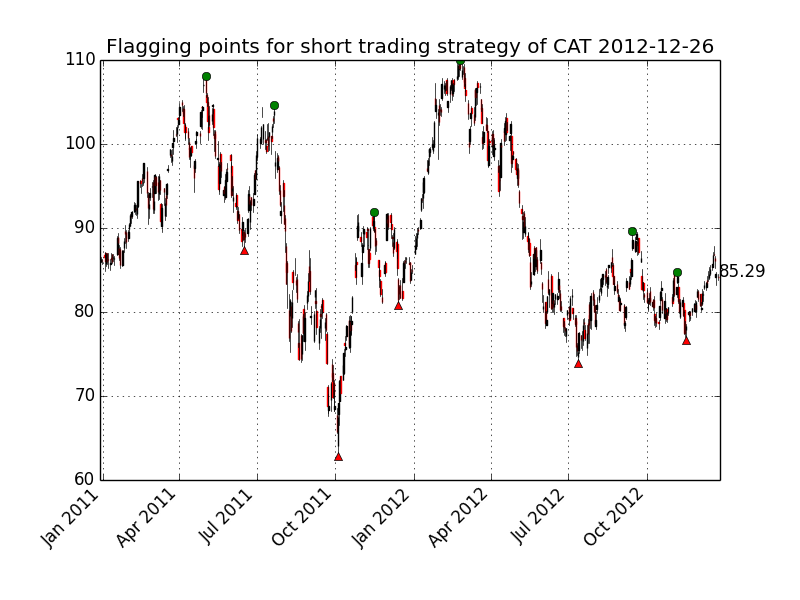 Flagging points for short trading strategy of CAT 2012-12-26
110
100
90
80
70
60
85.29
Jan 2011
Apr 2011
Jul 2011
Oct 2011
Jan 2012
Apr 2012
Jul 2012
Oct 2012